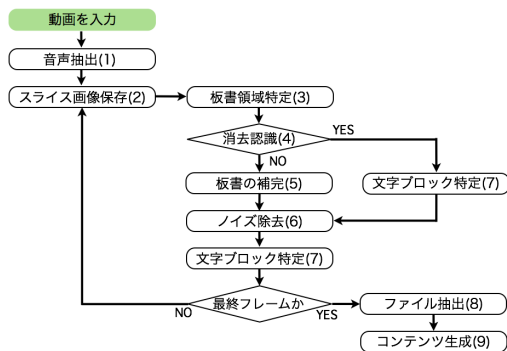 動画を入力
音声抽出(1)
スライス画像保存(2)
板書領域特定(3)
消去認識(4)
YES
NO
板書の補完(5)
文字ブロック特定(7)
ノイズ除去(6)
文字ブロック特定(7)
最終フレームか
NO
YES
ファイル抽出(8)
コンテンツ生成(9)